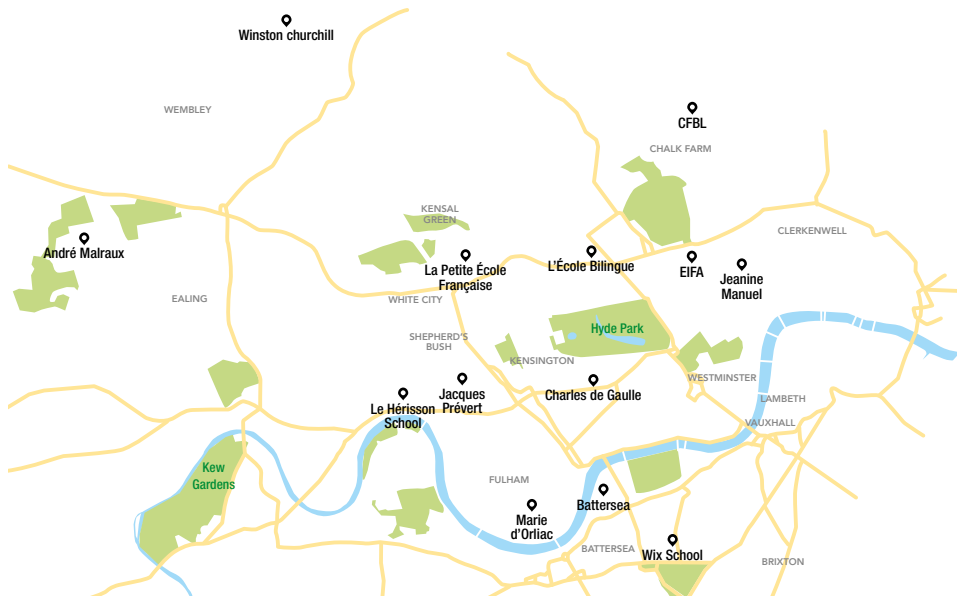 Winston churchill
WEMBLEY
CFBL
CHALK FARM
KENSAL
GREEN
CLERKENWELL
André Malraux
La Petite École
Française
L'École Bilingue
EIFA
Jeanine
Manuel
EALING
WHITE CITY
Hyde Park
SHEPHERD'S
BUSH
KENSINGTON
WESTMINSTER
Le Hérisson
School
Jacques
Prévert
Charles de Gaulle
LAMBETH
VAUXHALL
Kew
Gardens
FULHAM
Marie
d'Orliac
Battersea
BATTERSEA
Wix School
BRIXTON